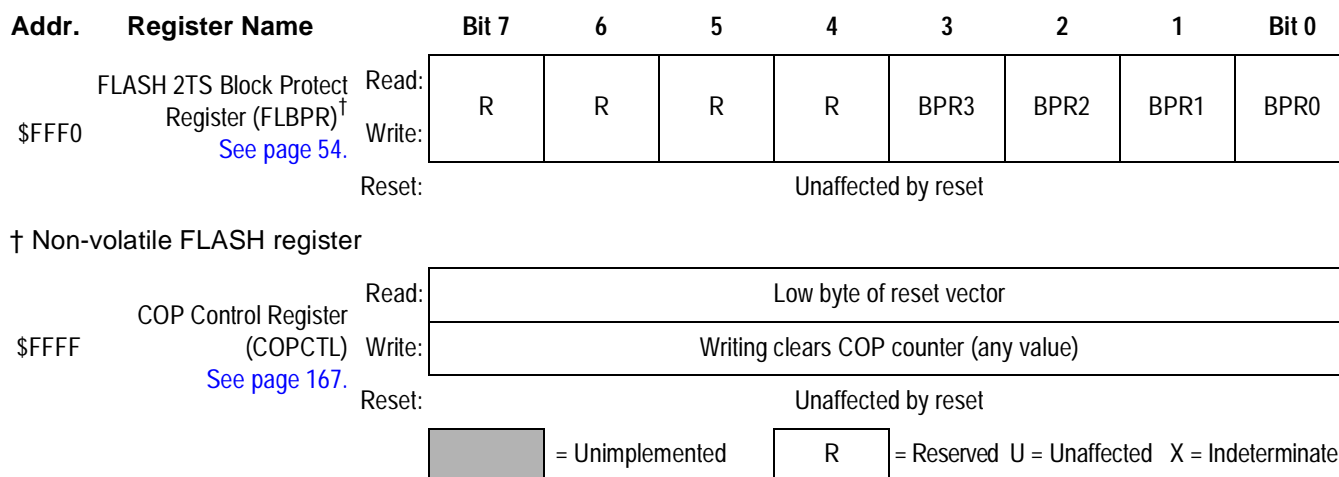 Addr. Register Name Bit 7 6 5 4 3 2 1 Bit 0
$FFF0 FLASH 2TS Block Protect Register (FLBPR)† See page 54.
Read:
Write:
R R R R BPR3 BPR2 BPR1 BPR0
Reset: Unaffected by reset
† Non-volatile FLASH register
$FFFF COP Control Register (COPCTL) See page 167.
Read: Low byte of reset vector
Write: Writing clears COP counter (any value)
Reset: Unaffected by reset
= Unimplemented R = Reserved U = Unaffected X = Indeterminate